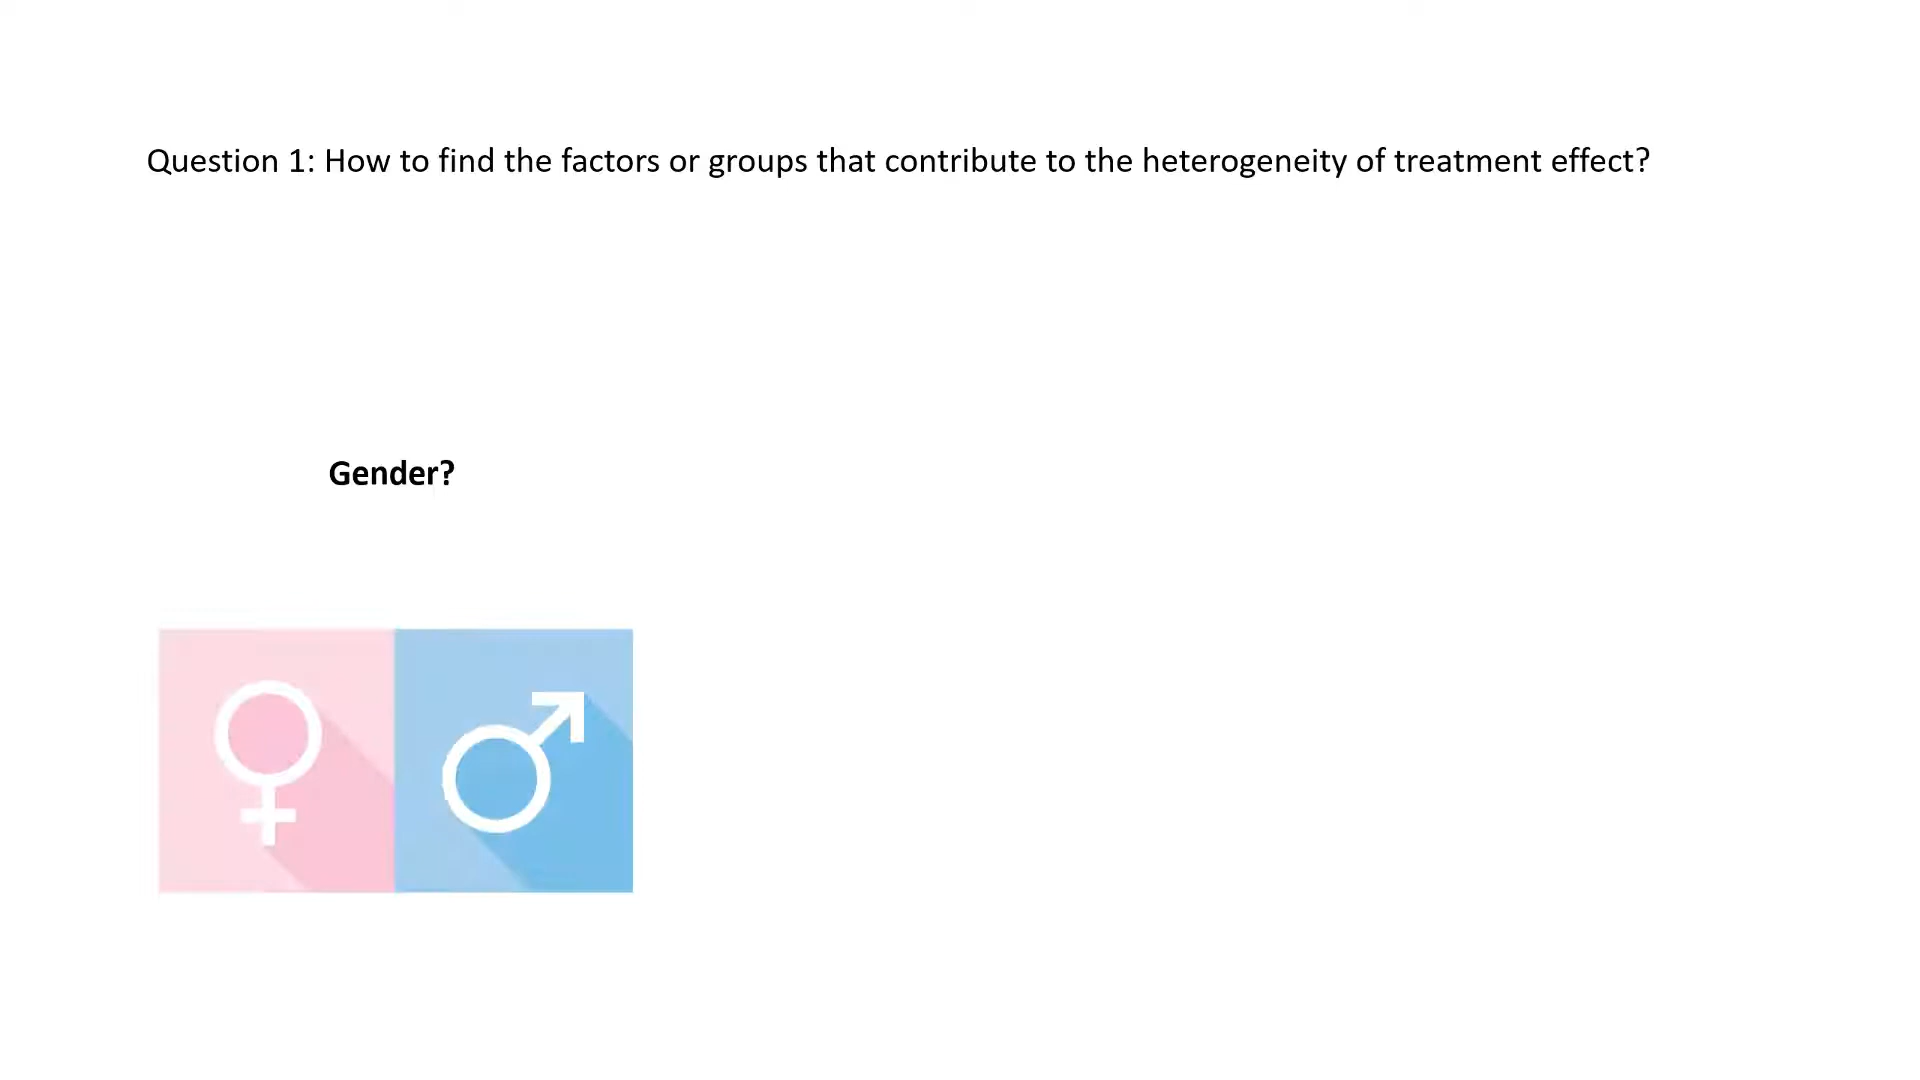 Question 1: How to find the factors or groups that contribute to the heterogeneity of treatment effect?
Gender?